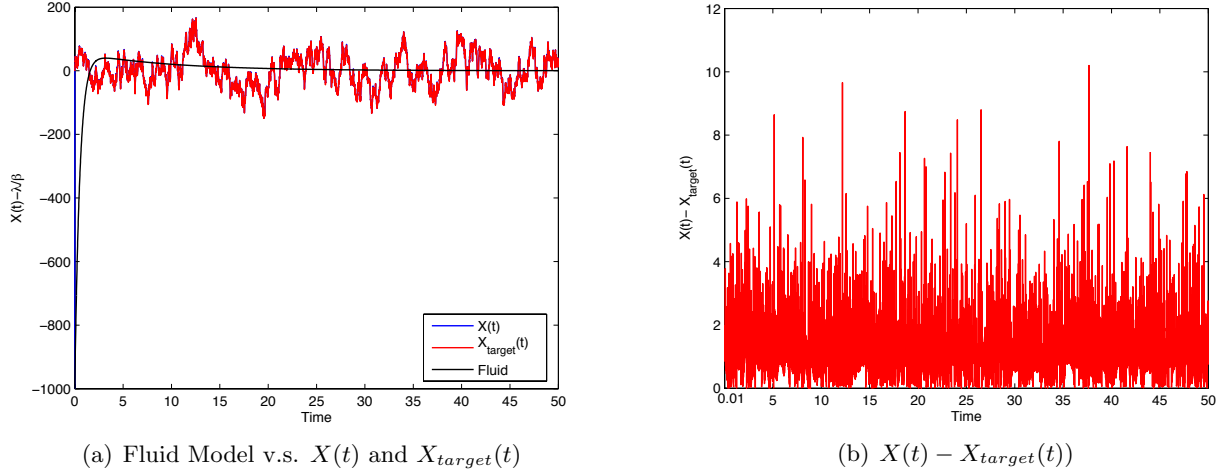 200
0
−200
−400
−600
−800
−1000
X(t)−λ/β
0 5 10 15 20 25 30 35 40 45 50
Time
X(t)
X_target(t)
Fluid
(a) Fluid Model v.s. X(t) and X_target(t)
12
10
8
6
4
2
0
X(t)− X_target(t)
0.01 5 10 15 20 25 30 35 40 45 50
Time
(b) X(t) − X_target(t))